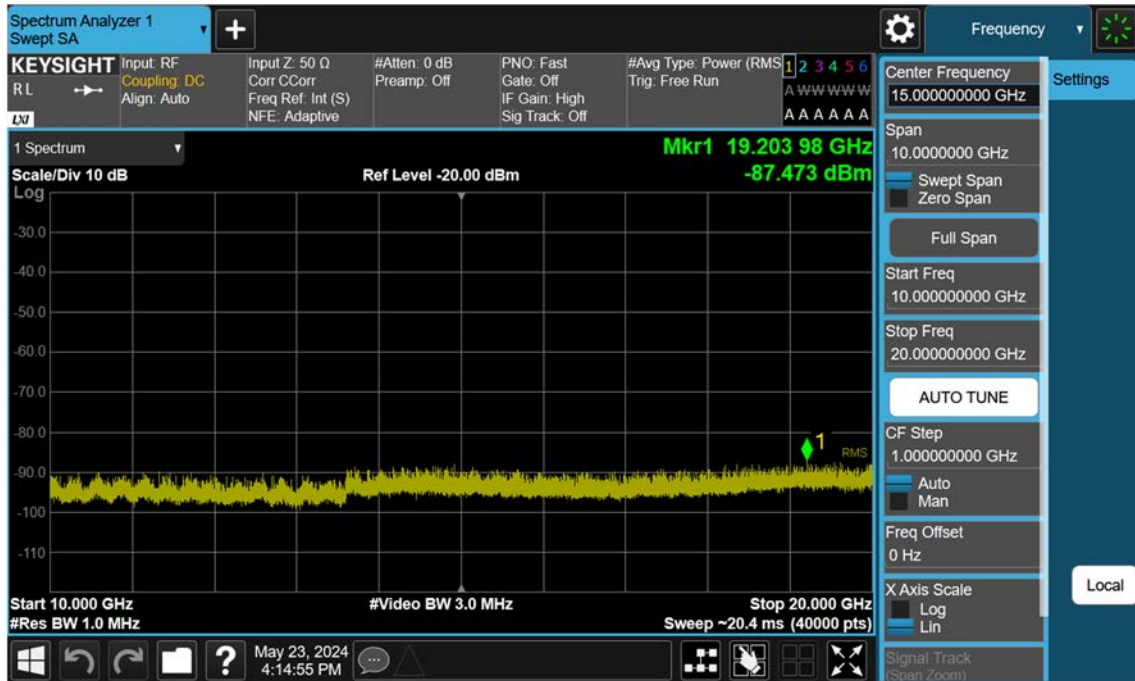 Spectrum Analyzer 1
Swept SA
+
Frequency
KEYSIGHT
RL
LXI
Input: RF
Coupling: DC
Align: Auto
Input Z: 50 Ω
Corr CCorr
Freq Ref: Int (S)
NFE: Adaptive
#Atten: 0 dB
Preamp: Off
PNO: Fast
Gate: Off
IF Gain: High
Sig Track: Off
#Avg Type: Power (RMS
Trig: Free Run
1 2 3 4 5 6
A W W W W W
A A A A A A
1 Spectrum
Scale/Div 10 dB
Log
Ref Level -20.00 dBm
Mkr1 19.203 98 GHz
-87.473 dBm
-30.0
-40.0
-50.0
-60.0
-70.0
-80.0
-90.0
-100
-110
1
RMS
Start 10.000 GHz
#Res BW 1.0 MHz
#Video BW 3.0 MHz
Stop 20.000 GHz
Sweep ~20.4 ms (40000 pts)
Center Frequency
15.000000000 GHz
Settings
Span
10.0000000 GHz
Swept Span
Zero Span
Full Span
Start Freq
10.000000000 GHz
Stop Freq
20.000000000 GHz
AUTO TUNE
CF Step
1.000000000 GHz
Auto
Man
Freq Offset
0 Hz
X Axis Scale
Log
Lin
Local
Signal Track
(Span Zoom)
?
May 23, 2024
4:14:55 PM